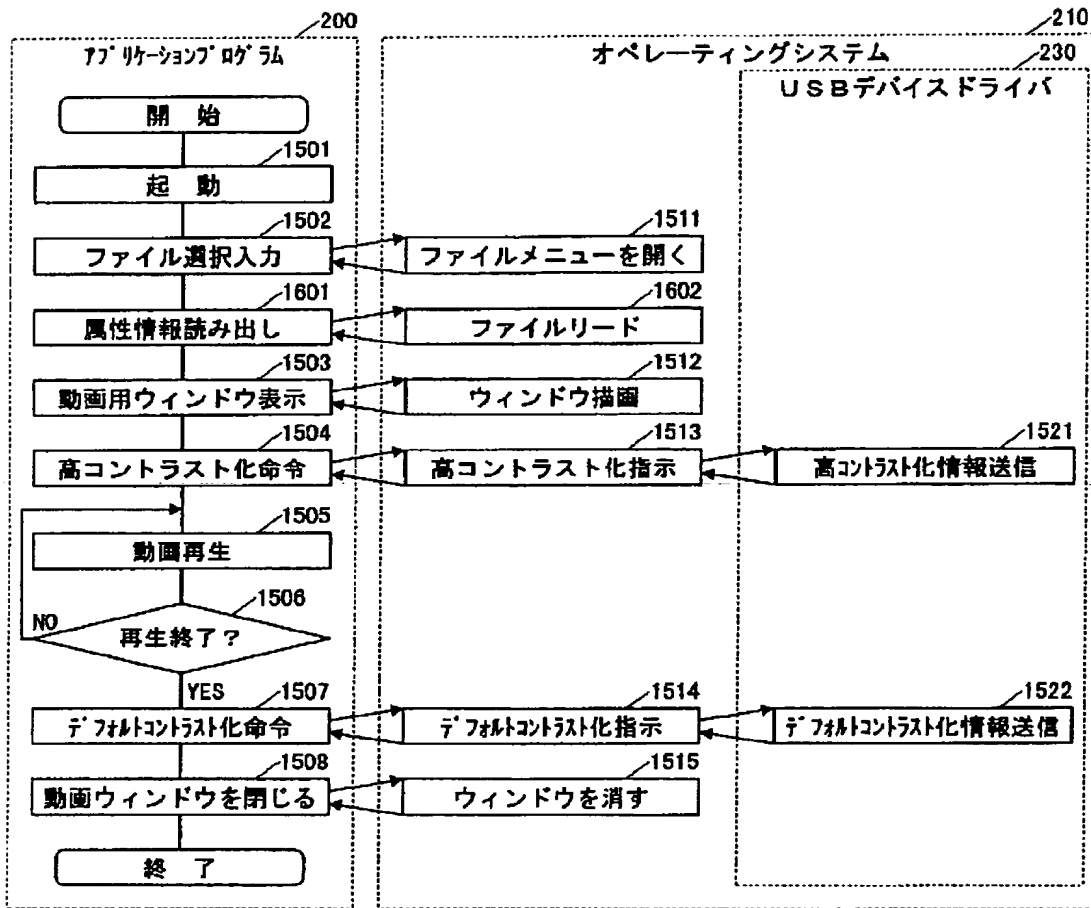 200
アプリケーションプログラム
開 始
1501
起 動
1502
ファイル選択入力
1601
属性情報読み出し
1503
動画用ウィンドウ表示
1504
高コントラスト化命令
1505
動画再生
1506
再生終了?
NO
YES
1507
デフォルトコントラスト化命令
1508
動画ウィンドウを閉じる
終 了
210
オペレーティングシステム
1511
ファイルメニューを開く
1602
ファイルリード
1512
ウィンドウ描画
1513
高コントラスト化指示
1514
デフォルトコントラスト化指示
1515
ウィンドウを消す
230
USBデバイスドライバ
1521
高コントラスト化情報送信
1522
デフォルトコントラスト化情報送信